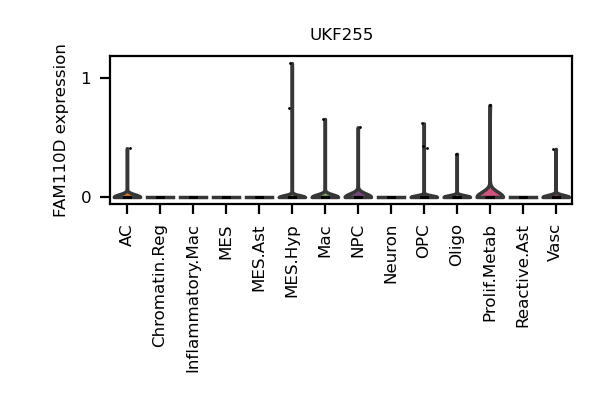 UKF255
FAM110D expression
1
0
AC
Chromatin.Reg
Inflammatory.Mac
MES
MES.Ast
MES.Hyp
Mac
NPC
Neuron
OPC
Oligo
Prolif.Metab
Reactive.Ast
Vasc